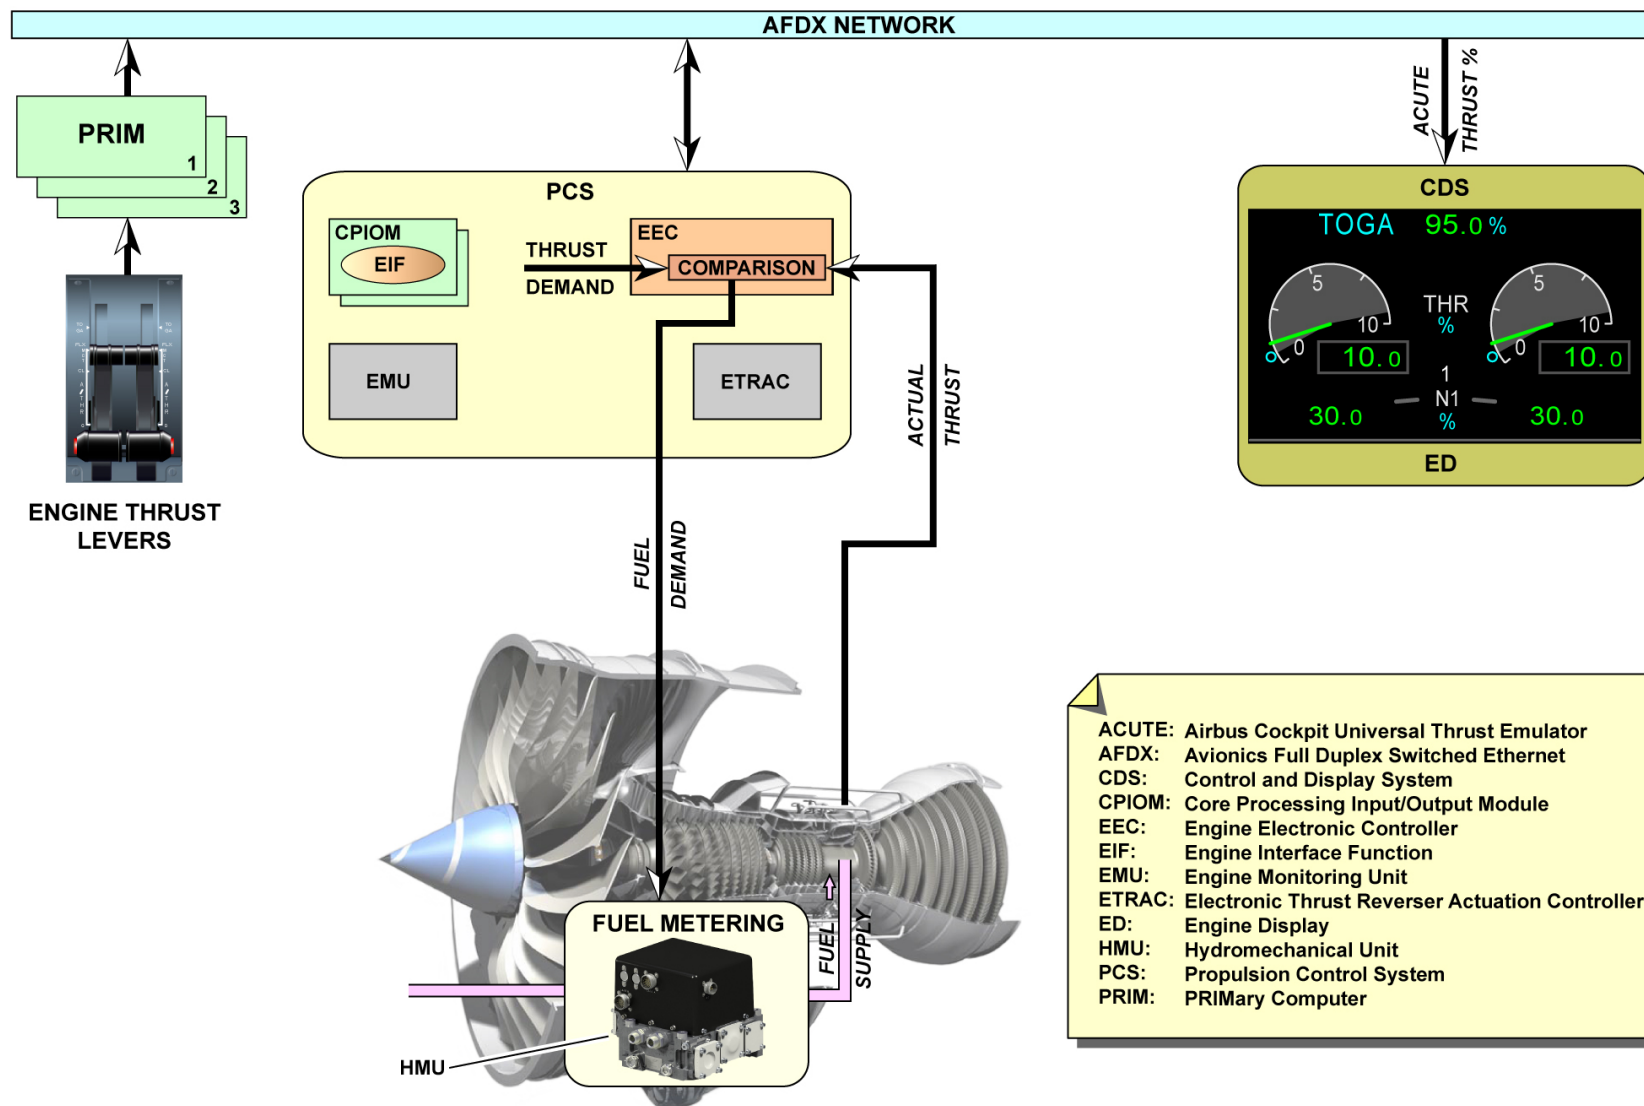 AFDX NETWORK
PRIM
1
2
3
ENGINE THRUST
LEVERS
PCS
CPIOM
EIF
THRUST
DEMAND
EEC
COMPARISON
EMU
ETRAC
FUEL
DEMAND
ACTUAL
THRUST
ACUTE
THRUST %
CDS
TOGA 95.0 %
5
10
0
10.0
THR
%
5
10
0
10.0
1
N1
%
30.0
30.0
ED
FUEL METERING
FUEL
SUPPLY
HMU
ACUTE: Airbus Cockpit Universal Thrust Emulator
AFDX: Avionics Full Duplex Switched Ethernet
CDS: Control and Display System
CPIOM: Core Processing Input/Output Module
EEC: Engine Electronic Controller
EIF: Engine Interface Function
EMU: Engine Monitoring Unit
ETRAC: Electronic Thrust Reverser Actuation Controller
ED: Engine Display
HMU: Hydromechanical Unit
PCS: Propulsion Control System
PRIM: PRIMary Computer